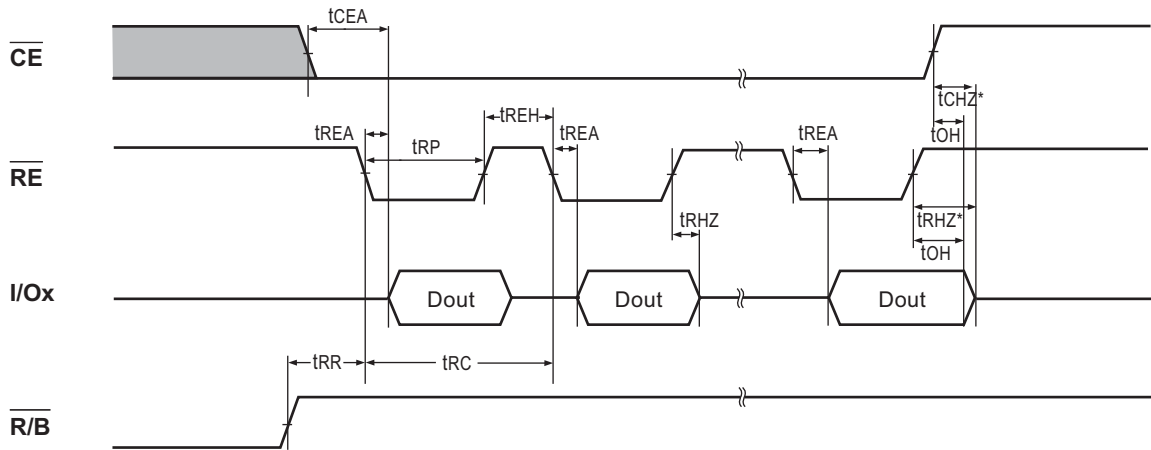 tCEA
CE
tCHZ*
tREH
tREA
tRP
tREA
tREA
tOH
RE
tRHZ
tRHZ*
tOH
I/Ox
Dout
Dout
Dout
tRR
tRC
R/B